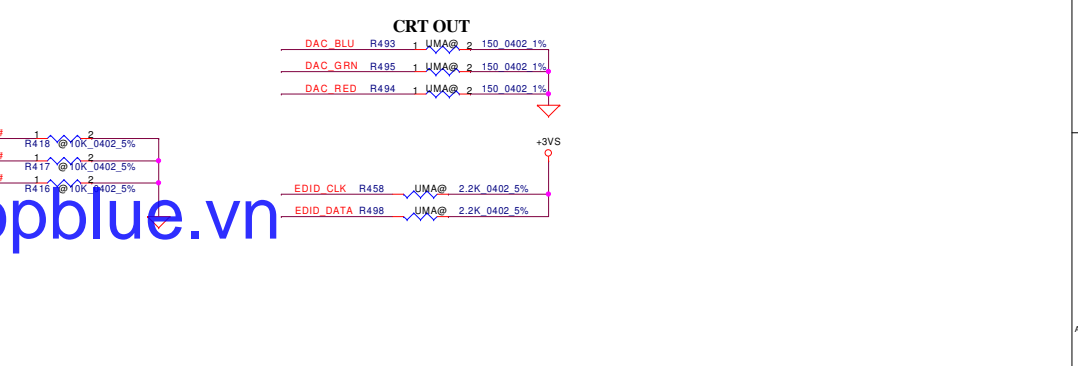 CRT OUT
DAC_BLU R493 1 UMA@ 2 150_0402_1%
DAC_GRN R495 1 UMA@ 2 150_0402_1%
DAC_RED R494 1 UMA@ 2 150_0402_1%
# 1 2
R418 @10K_0402_5%
# 1 2
R417 @10K_0402_5%
# 1 2
R416 @10K_0402_5%
+3VS
EDID_CLK R458 UMA@ 2.2K_0402_5%
EDID_DATA R498 UMA@ 2.2K_0402_5%
opblue.vn
A